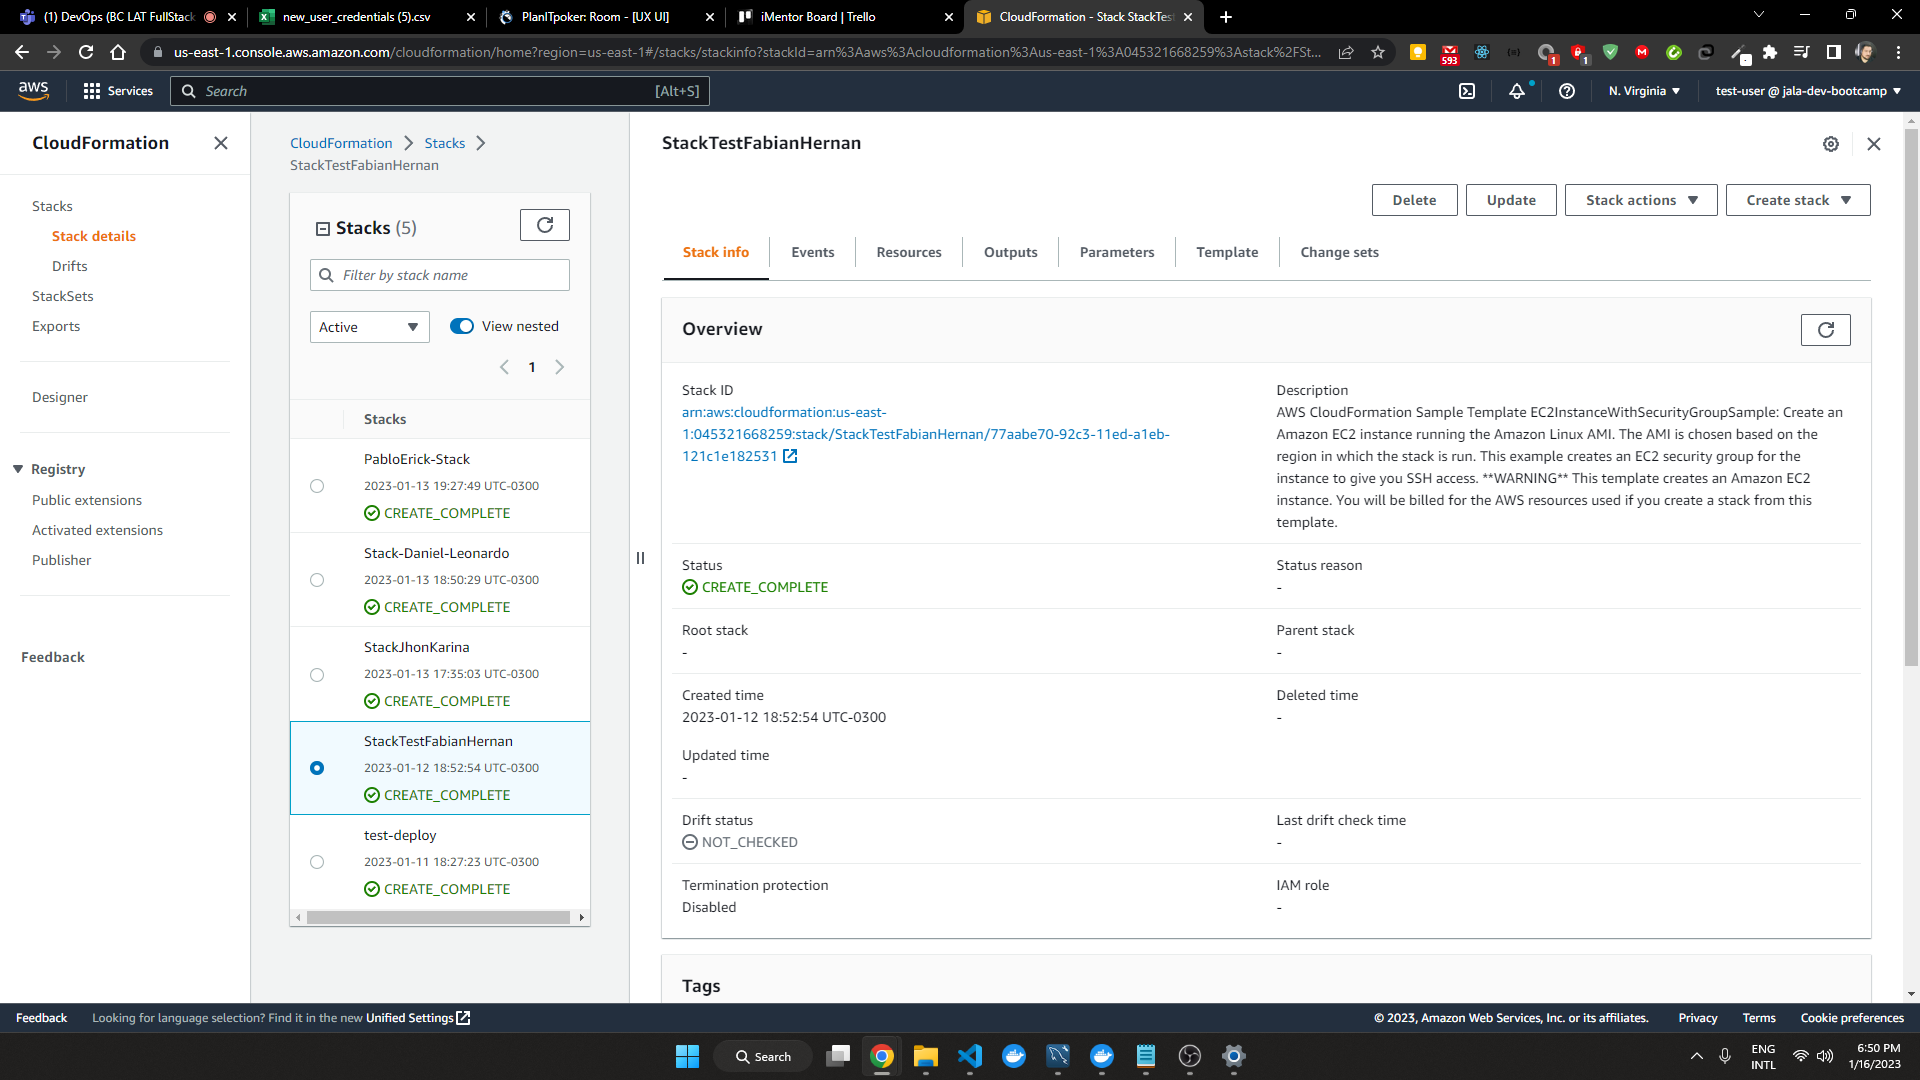 (1) DevOps (BC LAT FullStack
new_user_credentials (5).csv
PlanITpoker: Room - [UX UI]
iMentor Board | Trello
CloudFormation - Stack StackTes
us-east-1.console.aws.amazon.com/cloudformation/home?region=us-east-1#/stacks/stackinfo?stackId=arn%3Aaws%3Acloudformation%3Aus-east-1%3A045321668259%3Astack%2FSt...
593
1
1
aws
Services
Search
[Alt+S]
N. Virginia
test-user @ jala-dev-bootcamp
CloudFormation
Stacks
Stack details
Drifts
StackSets
Exports
Designer
Registry
Public extensions
Activated extensions
Publisher
Feedback
CloudFormation
Stacks
StackTestFabianHernan
Stacks (5)
Filter by stack name
Active
View nested
1
Stacks
PabloErick-Stack
2023-01-13 19:27:49 UTC-0300
CREATE_COMPLETE
Stack-Daniel-Leonardo
2023-01-13 18:50:29 UTC-0300
CREATE_COMPLETE
StackJhonKarina
2023-01-13 17:35:03 UTC-0300
CREATE_COMPLETE
StackTestFabianHernan
2023-01-12 18:52:54 UTC-0300
CREATE_COMPLETE
test-deploy
2023-01-11 18:27:23 UTC-0300
CREATE_COMPLETE
StackTestFabianHernan
Delete
Update
Stack actions
Create stack
Stack info
Events
Resources
Outputs
Parameters
Template
Change sets
Overview
Stack ID
arn:aws:cloudformation:us-east-
1:045321668259:stack/StackTestFabianHernan/77aabe70-92c3-11ed-a1eb-
121c1e182531
Description
AWS CloudFormation Sample Template EC2InstanceWithSecurityGroupSample: Create an
Amazon EC2 instance running the Amazon Linux AMI. The AMI is chosen based on the
region in which the stack is run. This example creates an EC2 security group for the
instance to give you SSH access. **WARNING** This template creates an Amazon EC2
instance. You will be billed for the AWS resources used if you create a stack from this
template.
Status
CREATE_COMPLETE
Status reason
-
Root stack
-
Parent stack
-
Created time
2023-01-12 18:52:54 UTC-0300
Deleted time
-
Updated time
-
Drift status
NOT_CHECKED
Last drift check time
-
Termination protection
Disabled
IAM role
-
Tags
Feedback
Looking for language selection? Find it in the new Unified Settings
© 2023, Amazon Web Services, Inc. or its affiliates.
Privacy
Terms
Cookie preferences
Search
ENG
INTL
6:50 PM
1/16/2023